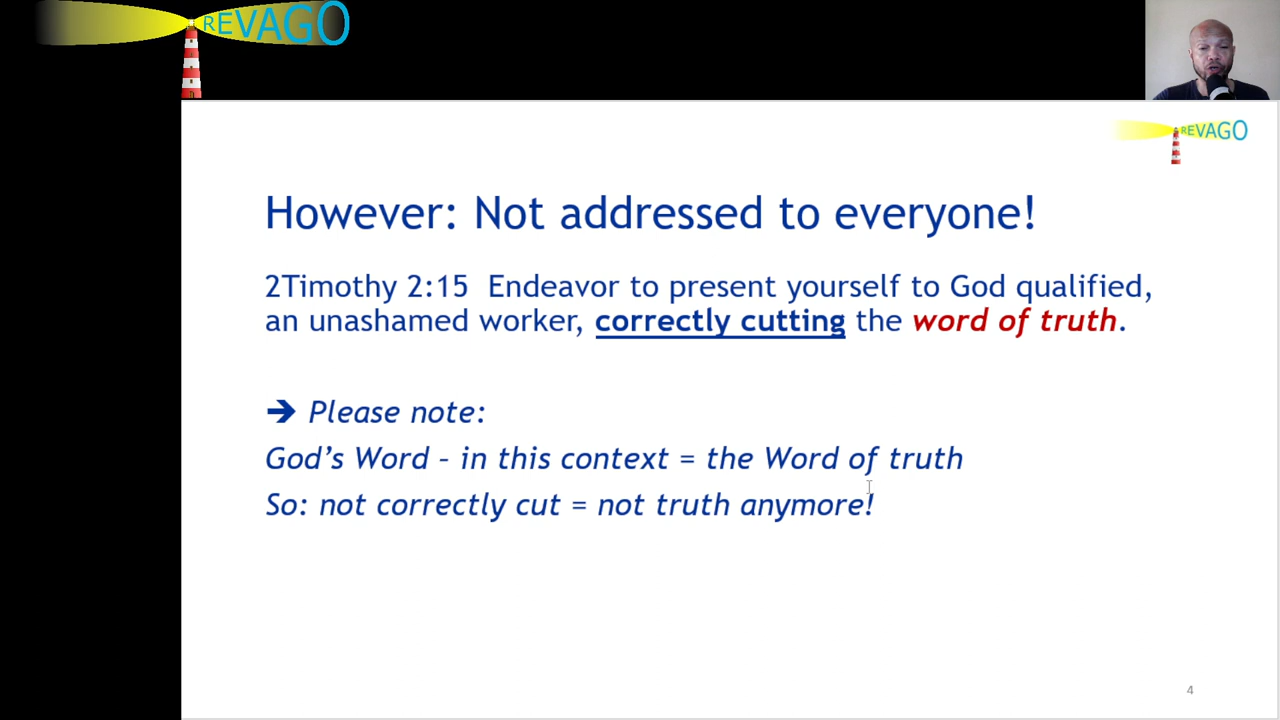 REVAGO
REVAGO
However: Not addressed to everyone!
2Timothy 2:15  Endeavor to present yourself to God qualified,
an unashamed worker, correctly cutting the word of truth.
➔ Please note:
God’s Word – in this context = the Word of truth
So: not correctly cut = not truth anymore!
4